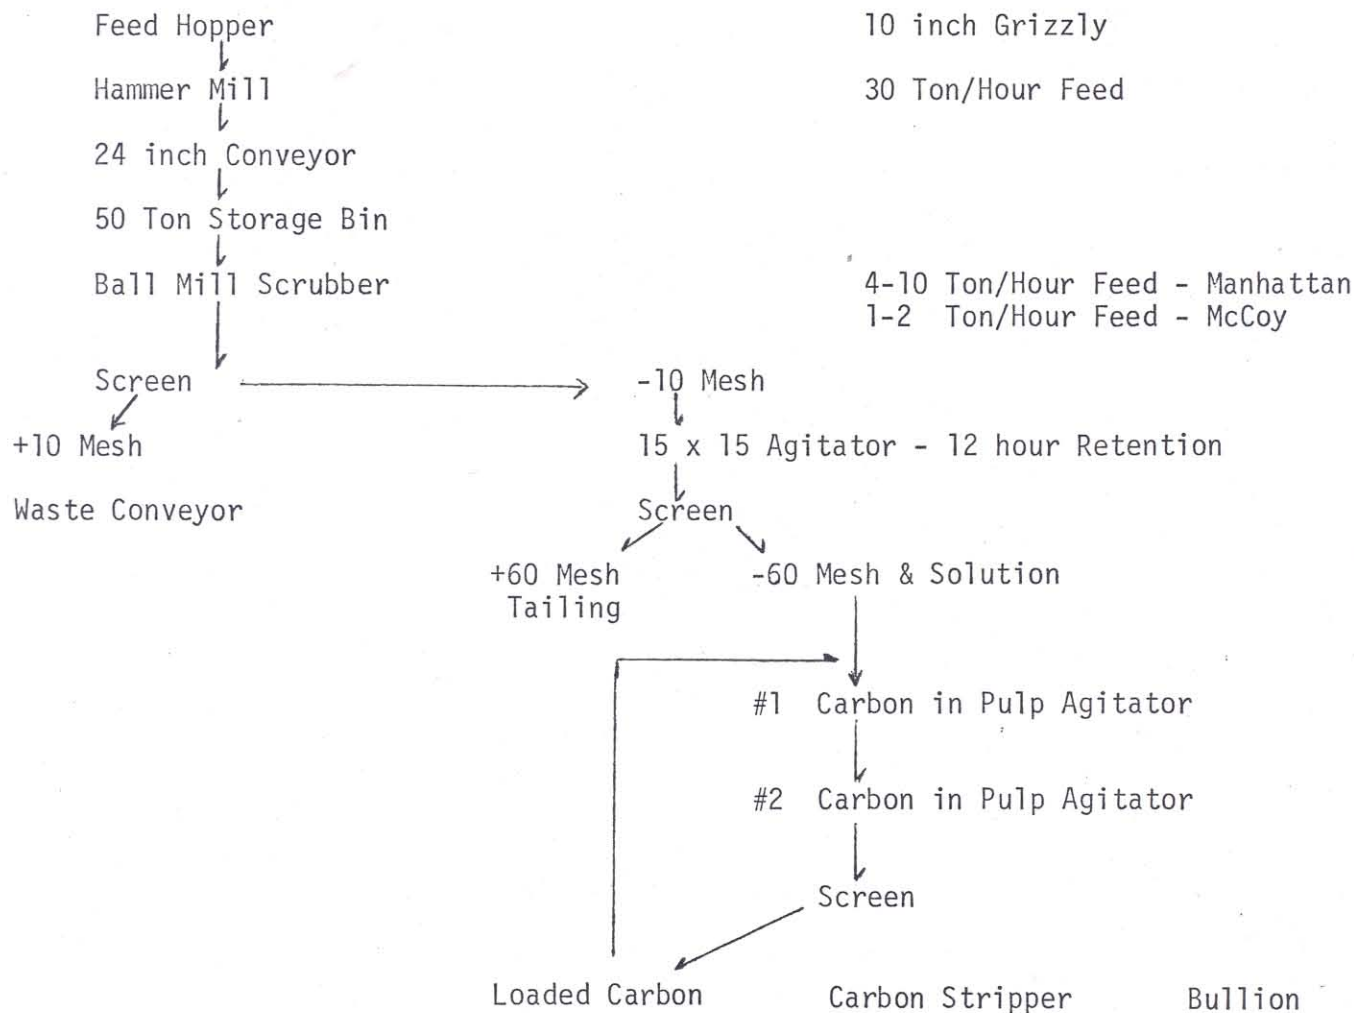 Feed Hopper 10 inch Grizzly
Hammer Mill 30 Ton/Hour Feed
24 inch Conveyor
50 Ton Storage Bin
Ball Mill Scrubber 4-10 Ton/Hour Feed - Manhattan
1-2 Ton/Hour Feed - McCoy
Screen -10 Mesh
+10 Mesh 15 x 15 Agitator - 12 hour Retention
Waste Conveyor Screen
+60 Mesh -60 Mesh & Solution
Tailing
#1 Carbon in Pulp Agitator
#2 Carbon in Pulp Agitator
Screen
Loaded Carbon Carbon Stripper Bullion